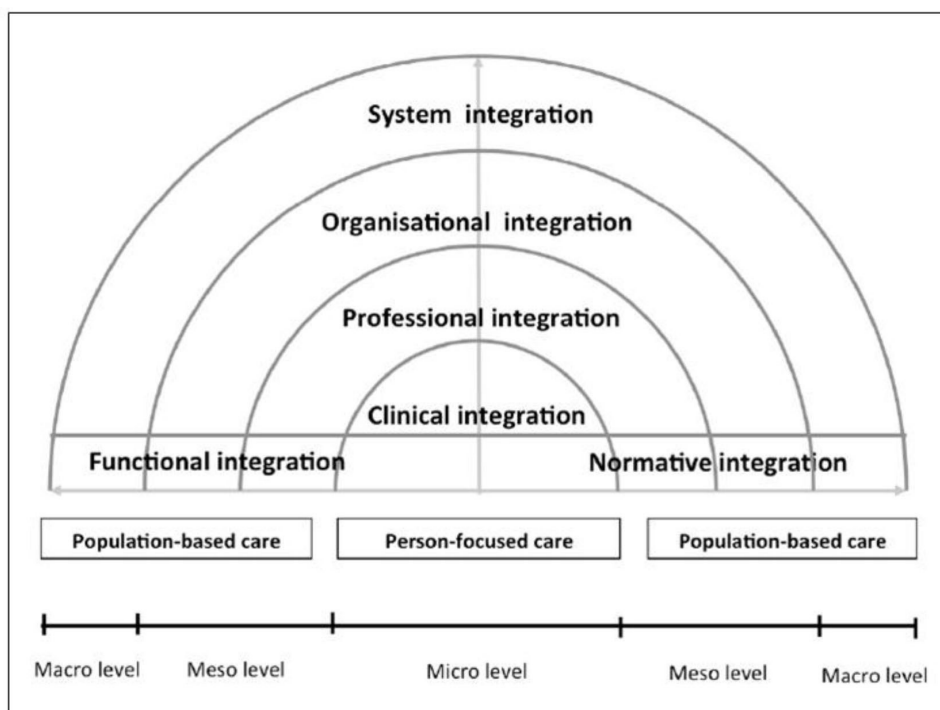 System integration
Organisational integration
Professional integration
Clinical integration
Functional integration
Normative integration
Population-based care
Person-focused care
Population-based care
Macro level
Meso level
Micro level
Meso level
Macro level